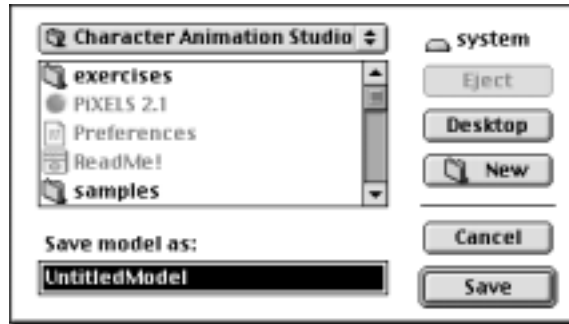 Character Animation Studio
exercises
PiXELS 2.1
Preferences
ReadMe!
samples
Save model as:
UntitledModel
system
Eject
Desktop
New
Cancel
Save